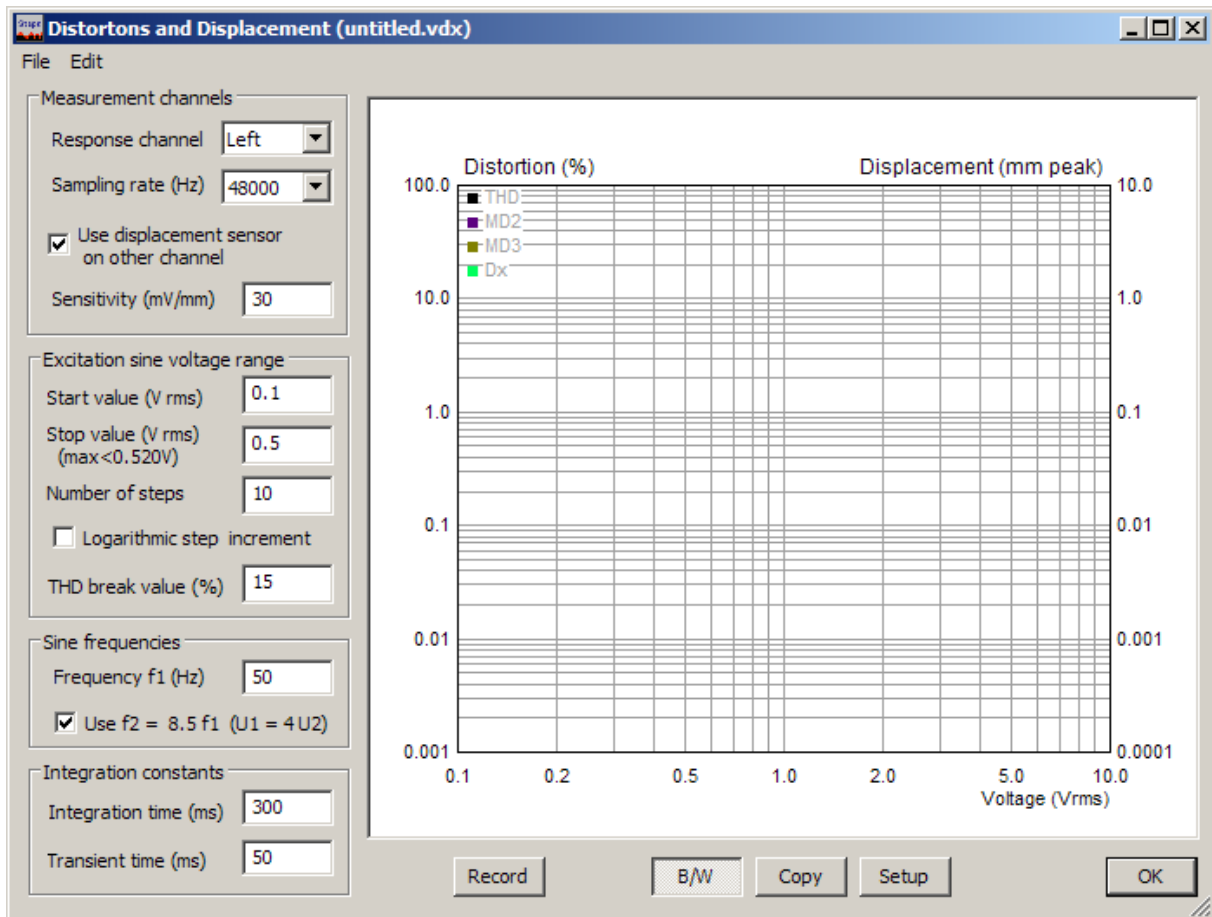 Distortons and Displacement (untitled.vdx)
File Edit
Measurement channels
Response channel Left
Sampling rate (Hz) 48000
Use displacement sensor
on other channel
Sensitivity (mV/mm) 30
Excitation sine voltage range
Start value (V rms) 0.1
Stop value (V rms)
(max<0.520V) 0.5
Number of steps 10
Logarithmic step increment
THD break value (%) 15
Sine frequencies
Frequency f1 (Hz) 50
Use f2 = 8.5 f1 (U1 = 4 U2)
Integration constants
Integration time (ms) 300
Transient time (ms) 50
Distortion (%) Displacement (mm peak)
100.0 10.0
THD
MD2
MD3
Dx
10.0 1.0
1.0 0.1
0.1 0.01
0.01 0.001
0.001 0.0001
0.1 0.2 0.5 1.0 2.0 5.0 10.0
Voltage (Vrms)
Record B/W Copy Setup OK